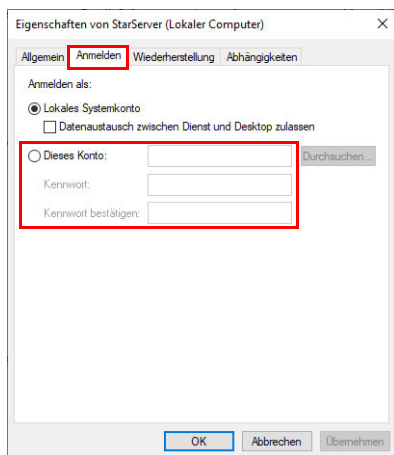 Eigenschaften von StarServer (Lokaler Computer)
Allgemein Anmelden Wiederherstellung Abhängigkeiten
Anmelden als:
Lokales Systemkonto
Datenaustausch zwischen Dienst und Desktop zulassen
Dieses Konto: Durchsuchen...
Kennwort:
Kennwort bestätigen:
OK Abbrechen Übernehmen